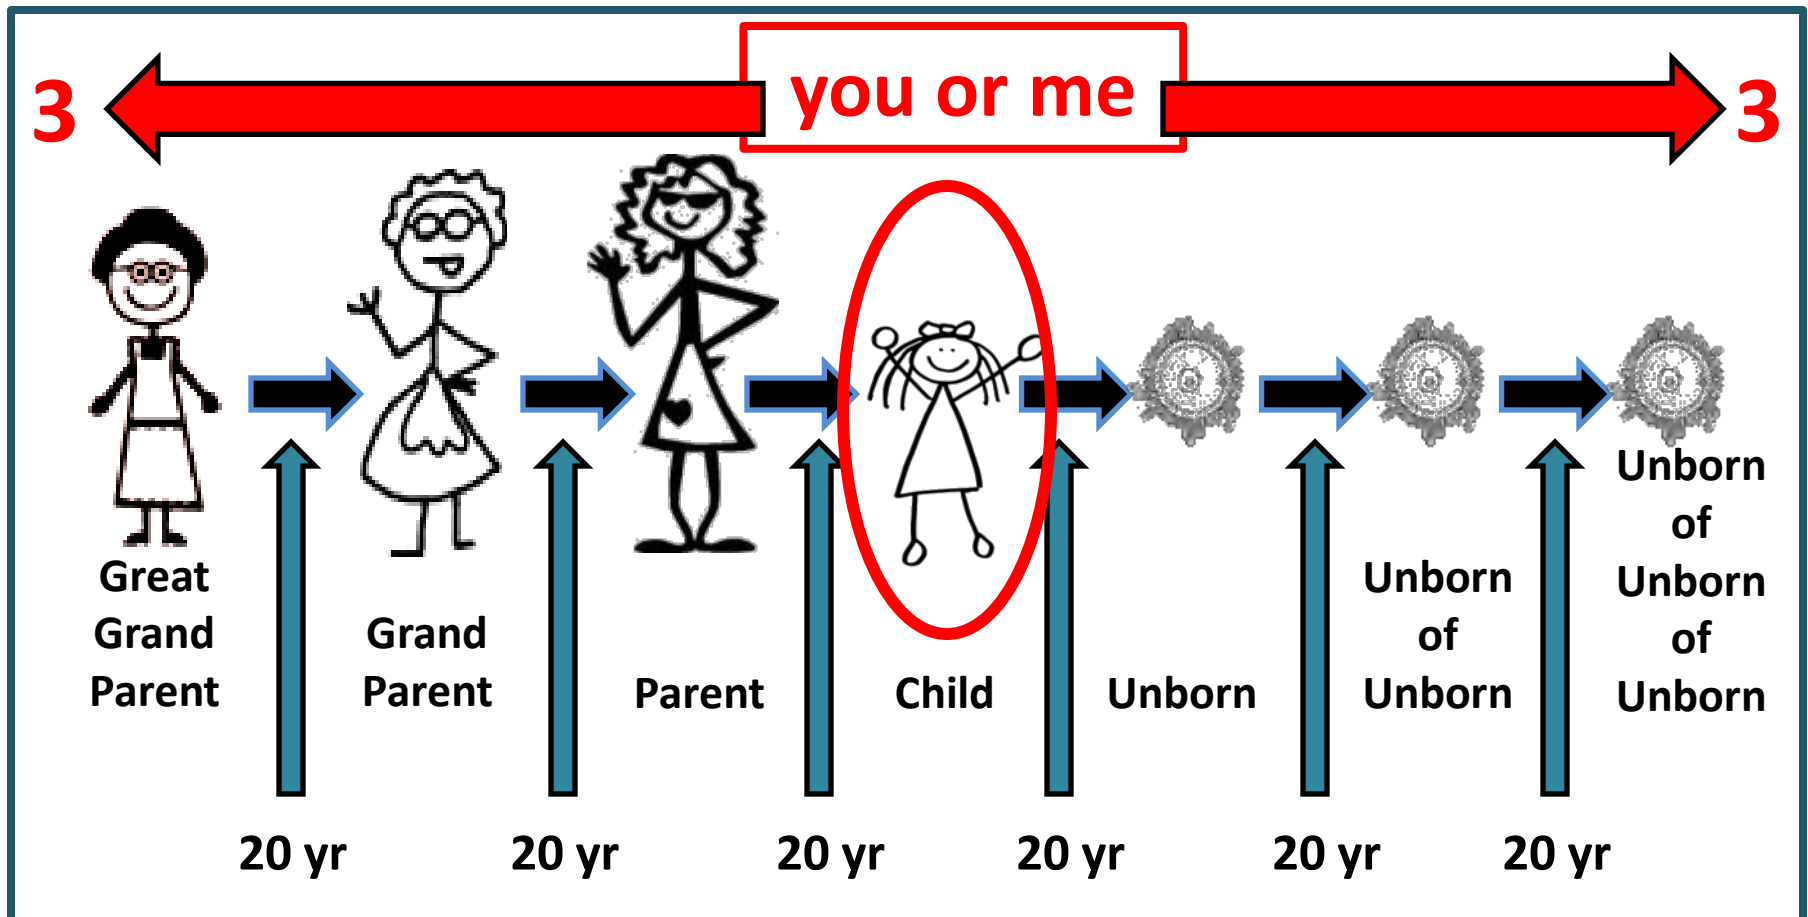 you or me
3
3
Great
Grand
Parent
Grand
Parent
Parent
Child
Unborn
Unborn
of
Unborn
Unborn
of
Unborn
of
Unborn
20 yr
20 yr
20 yr
20 yr
20 yr
20 yr